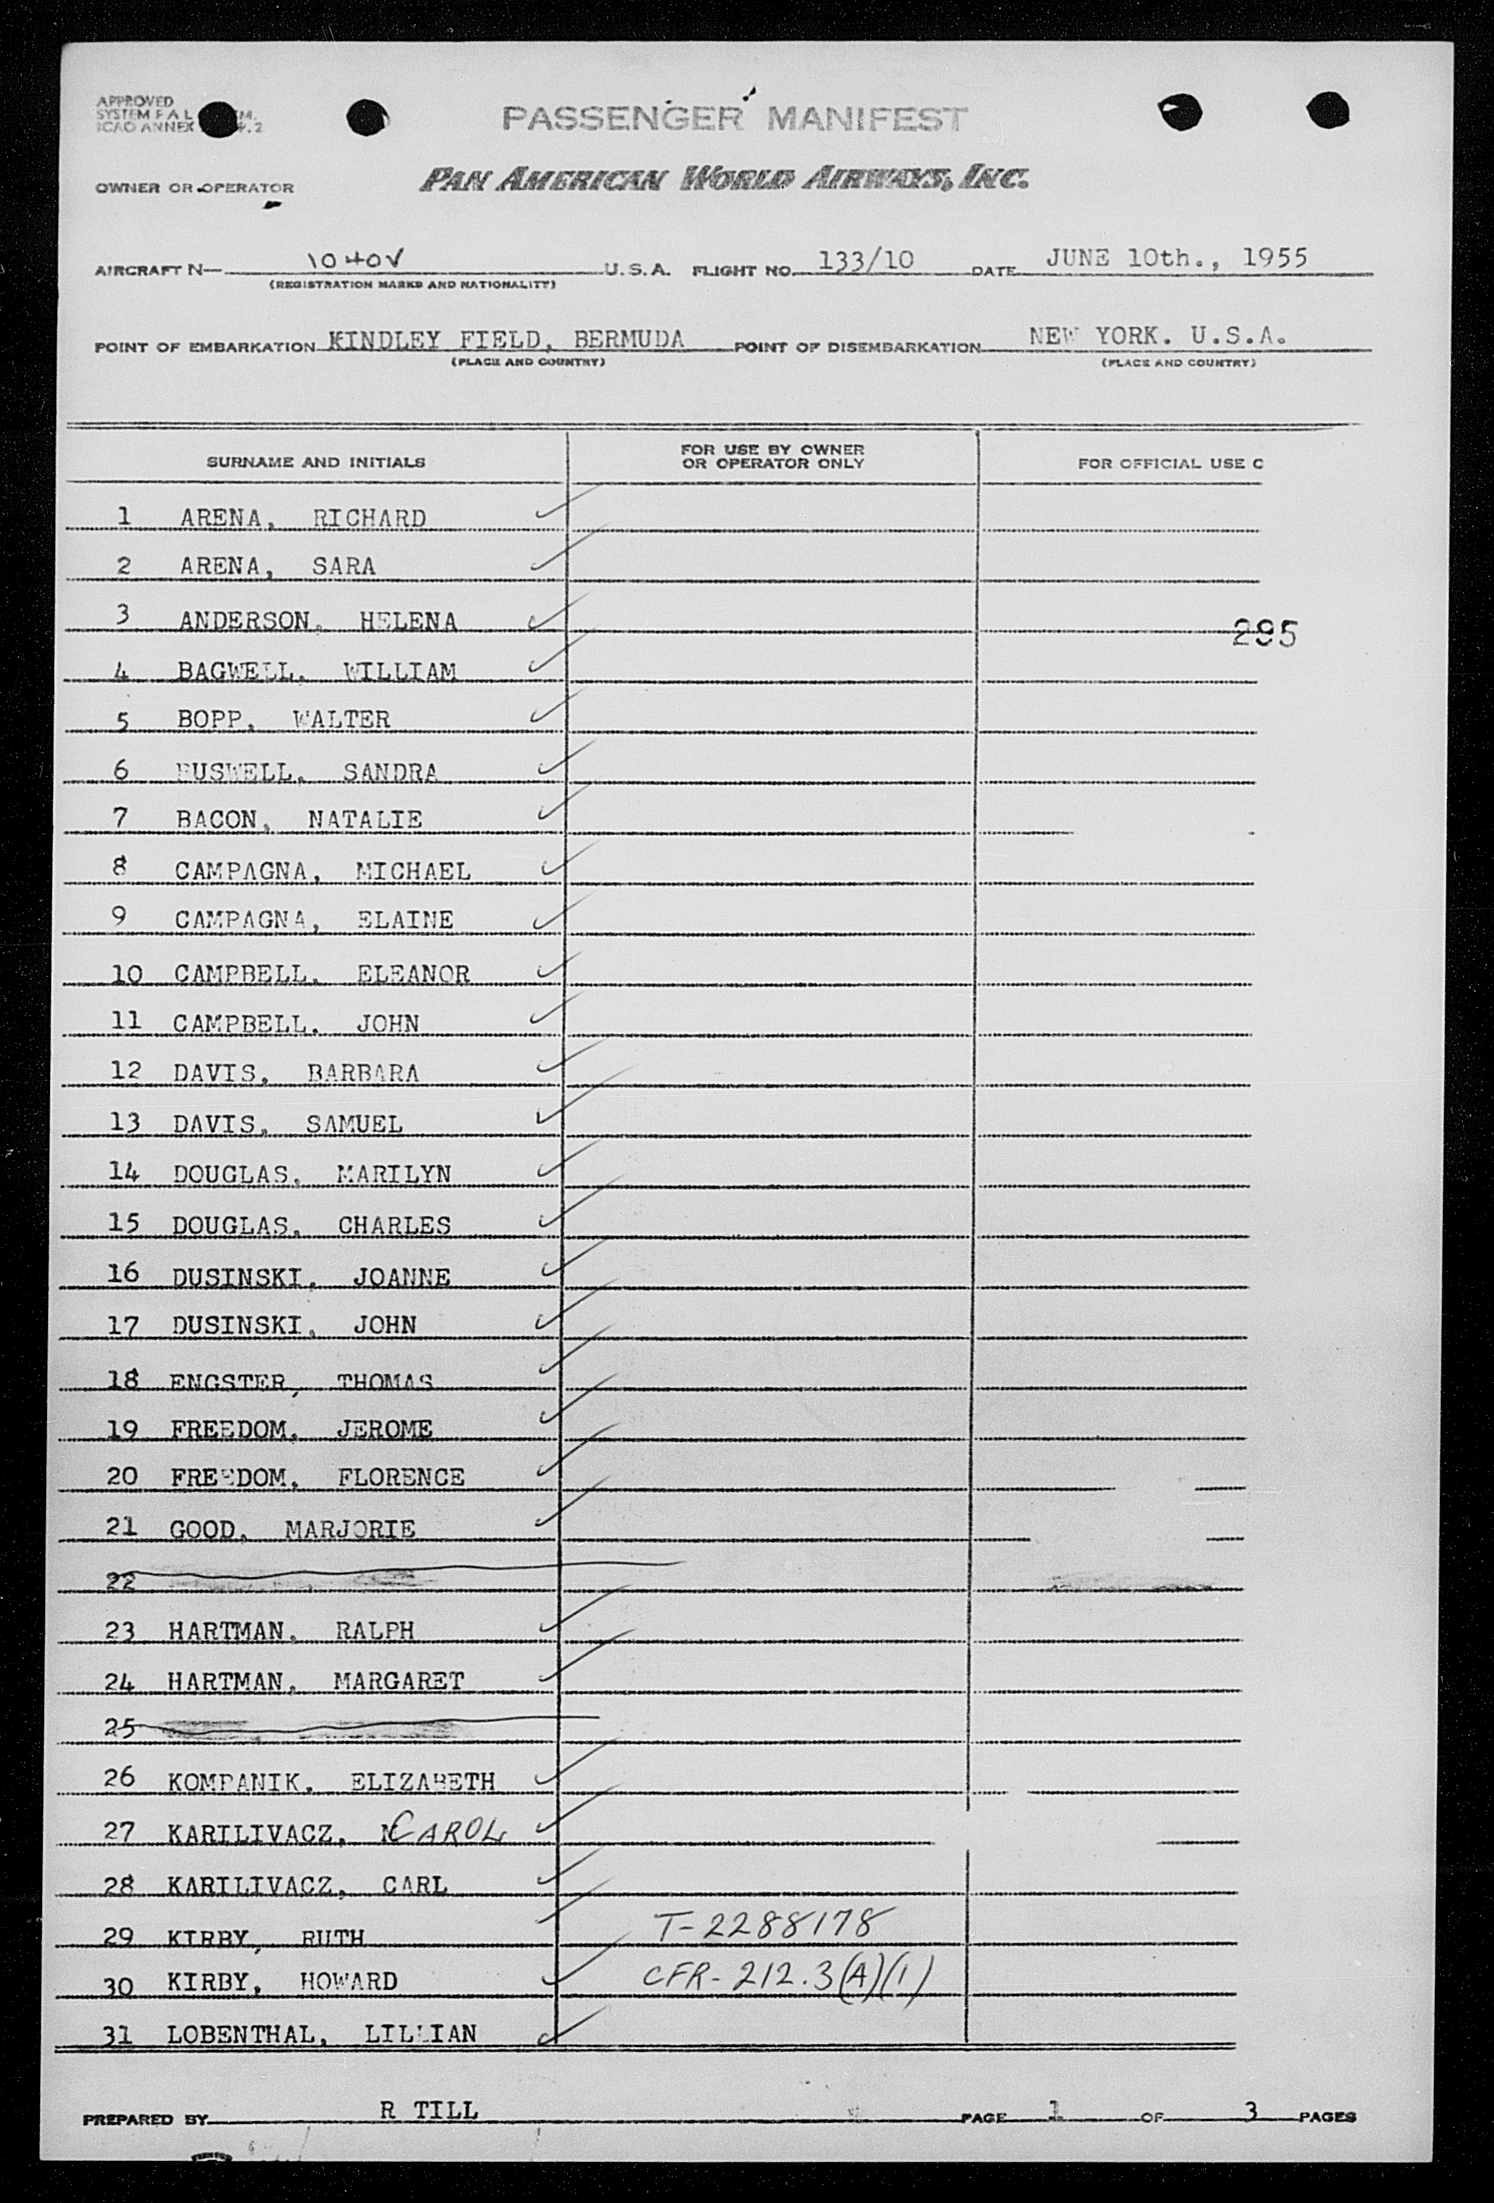 APPROVED
SYSTEM F A L
ICAO ANNEX
PASSENGER MANIFEST
OWNER OR OPERATOR PAN AMERICAN WORLD AIRWAYS, INC.
AIRCRAFT N— 1040V U.S.A. FLIGHT NO. 133/10 DATE JUNE 10th., 1955
(REGISTRATION MARKS AND NATIONALITY)
POINT OF EMBARKATION KINDLEY FIELD, BERMUDA POINT OF DISEMBARKATION NEW YORK. U.S.A.
(PLACE AND COUNTRY) (PLACE AND COUNTRY)
SURNAME AND INITIALS FOR USE BY OWNER OR OPERATOR ONLY FOR OFFICIAL USE O
1 ARENA, RICHARD
2 ARENA, SARA
3 ANDERSON, HELENA
295
4 BAGWELL, WILLIAM
5 BOPP, WALTER
6 BUSWELL, SANDRA
7 BACON, NATALIE
8 CAMPAGNA, MICHAEL
9 CAMPAGNA, ELAINE
10 CAMPBELL, ELEANOR
11 CAMPBELL, JOHN
12 DAVIS, BARBARA
13 DAVIS, SAMUEL
14 DOUGLAS, MARILYN
15 DOUGLAS, CHARLES
16 DUSINSKI, JOANNE
17 DUSINSKI, JOHN
18 ENGSTER, THOMAS
19 FREEDOM, JEROME
20 FREEDOM, FLORENCE
21 GOOD, MARJORIE
22
23 HARTMAN, RALPH
24 HARTMAN, MARGARET
25
26 KOMPANIK, ELIZABETH
27 KARILIVACZ, CAROL
28 KARILIVACZ, CARL
29 KIRBY, RUTH T-2288178
30 KIRBY, HOWARD CFR-212.3(A)(1)
31 LOBENTHAL, LILLIAN
PREPARED BY R TILL PAGE 1 OF 3 PAGES